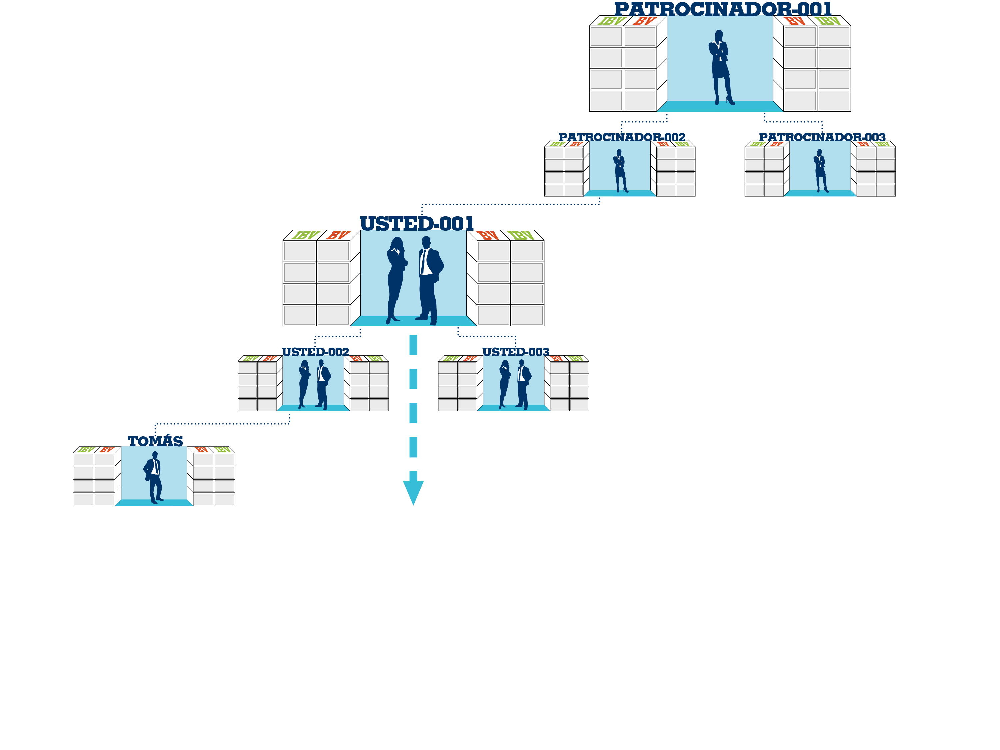 PATROCINADOR-001
IBV BV BV IBV
PATROCINADOR-002 PATROCINADOR-003
IBV BV BV IBV IBV BV BV IBV
USTED-001
IBV BV BV IBV
USTED-002 USTED-003
IBV BV BV IBV IBV BV BV IBV
TOMÁS
IBV BV BV IBV